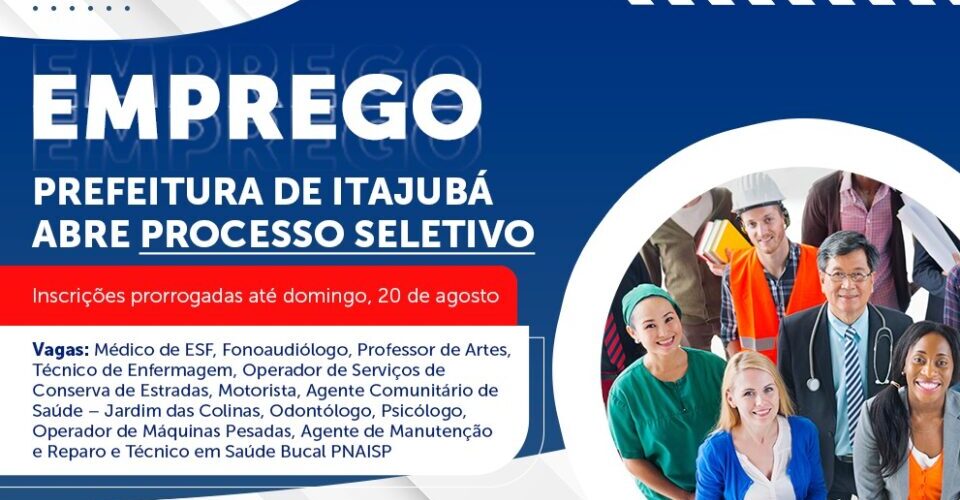 EMPREGO
PREFEITURA DE ITAJUBÁ
ABRE PROCESSO SELETIVO
Inscrições prorrogadas até domingo, 20 de agosto
Vagas: Médico de ESF, Fonoaudiólogo, Professor de Artes,
Técnico de Enfermagem, Operador de Serviços de
Conserva de Estradas, Motorista, Agente Comunitário de
Saúde – Jardim das Colinas, Odontólogo, Psicólogo,
Operador de Máquinas Pesadas, Agente de Manutenção
e Reparo e Técnico em Saúde Bucal PNAISP